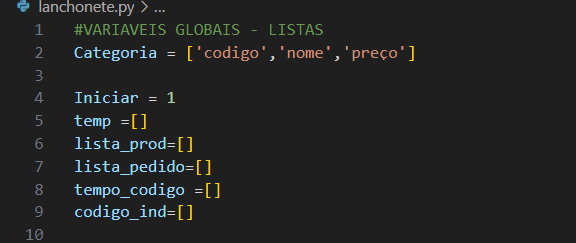 lanchonete.py > ...
1 #VARIAVEIS GLOBAIS - LISTAS
2 Categoria = ['codigo','nome','preço']
3
4 Iniciar = 1
5 temp =[]
6 lista_prod=[]
7 lista_pedido=[]
8 tempo_codigo =[]
9 codigo_ind=[]
10